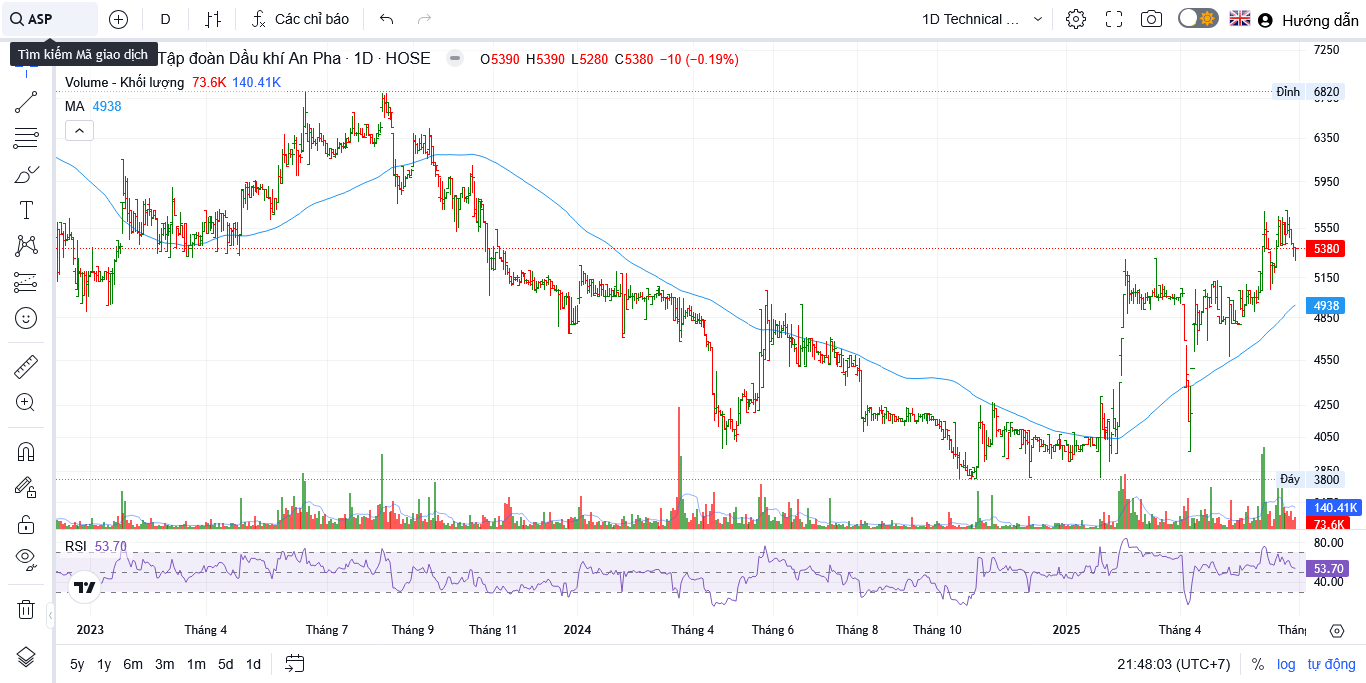 ASP
D
Các chỉ báo
1D Technical ...
Hướng dẫn
Tìm kiếm Mã giao dịch
Tập đoàn Dầu khí An Pha · 1D · HOSE
O5390 H5390 L5280 C5380 −10 (−0.19%)
Volume - Khối lượng 73.6K 140.41K
MA 4938
7250
Đỉnh 6820
6350
5950
5550
5380
5150
4938
4850
4550
4250
4050
3850
Đáy 3800
140.41K
73.6K
RSI 53.70
80.00
53.70
40.00
2023 Tháng 4 Tháng 7 Tháng 9 Tháng 11 2024 Tháng 4 Tháng 6 Tháng 8 Tháng 10 2025 Tháng 4
5y 1y 6m 3m 1m 5d 1d
21:48:03 (UTC+7) % log tự động